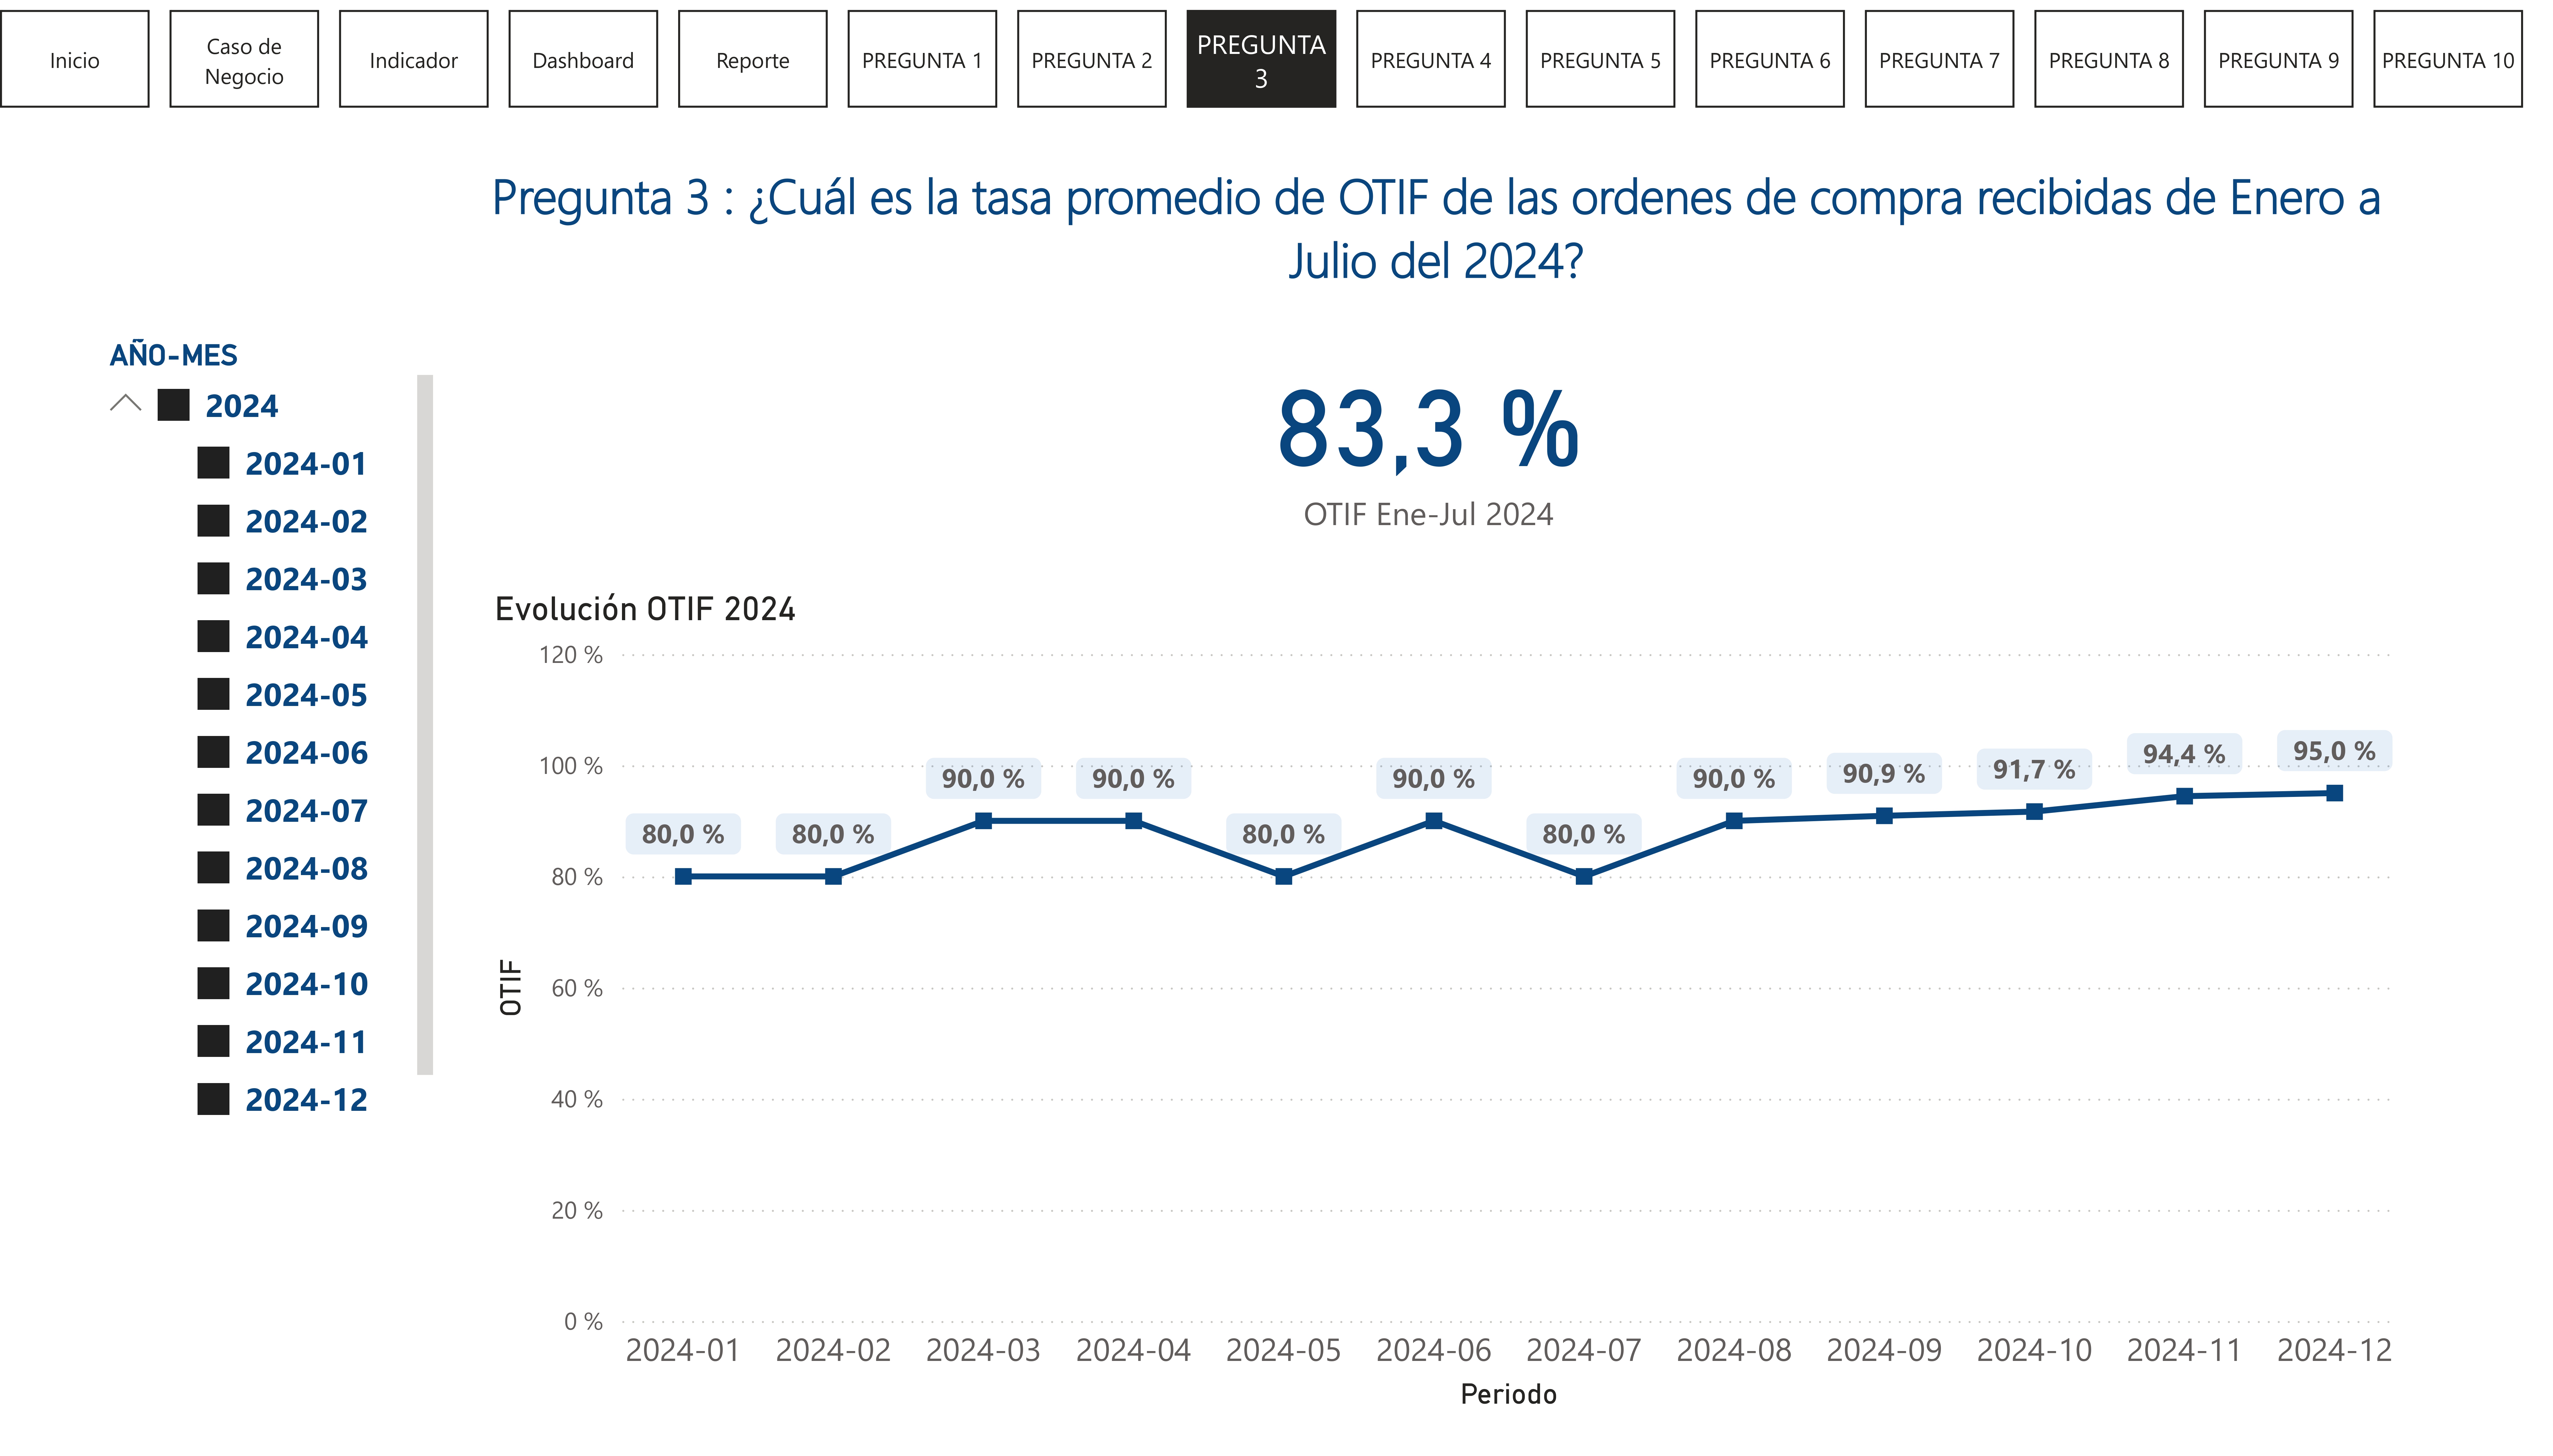 Inicio
Caso de
Negocio
Indicador
Dashboard
Reporte
PREGUNTA 1
PREGUNTA 2
PREGUNTA
3
PREGUNTA 4
PREGUNTA 5
PREGUNTA 6
PREGUNTA 7
PREGUNTA 8
PREGUNTA 9
PREGUNTA 10
Pregunta 3 : ¿Cuál es la tasa promedio de OTIF de las ordenes de compra recibidas de Enero a
Julio del 2024?
AÑO-MES
2024
2024-01
2024-02
2024-03
2024-04
2024-05
2024-06
2024-07
2024-08
2024-09
2024-10
2024-11
2024-12
83,3 %
OTIF Ene-Jul 2024
Evolución OTIF 2024
OTIF
120 %
100 %
80 %
60 %
40 %
20 %
0 %
80,0 %
80,0 %
90,0 %
90,0 %
80,0 %
90,0 %
80,0 %
90,0 %
90,9 %
91,7 %
94,4 %
95,0 %
2024-01
2024-02
2024-03
2024-04
2024-05
2024-06
2024-07
2024-08
2024-09
2024-10
2024-11
2024-12
Periodo